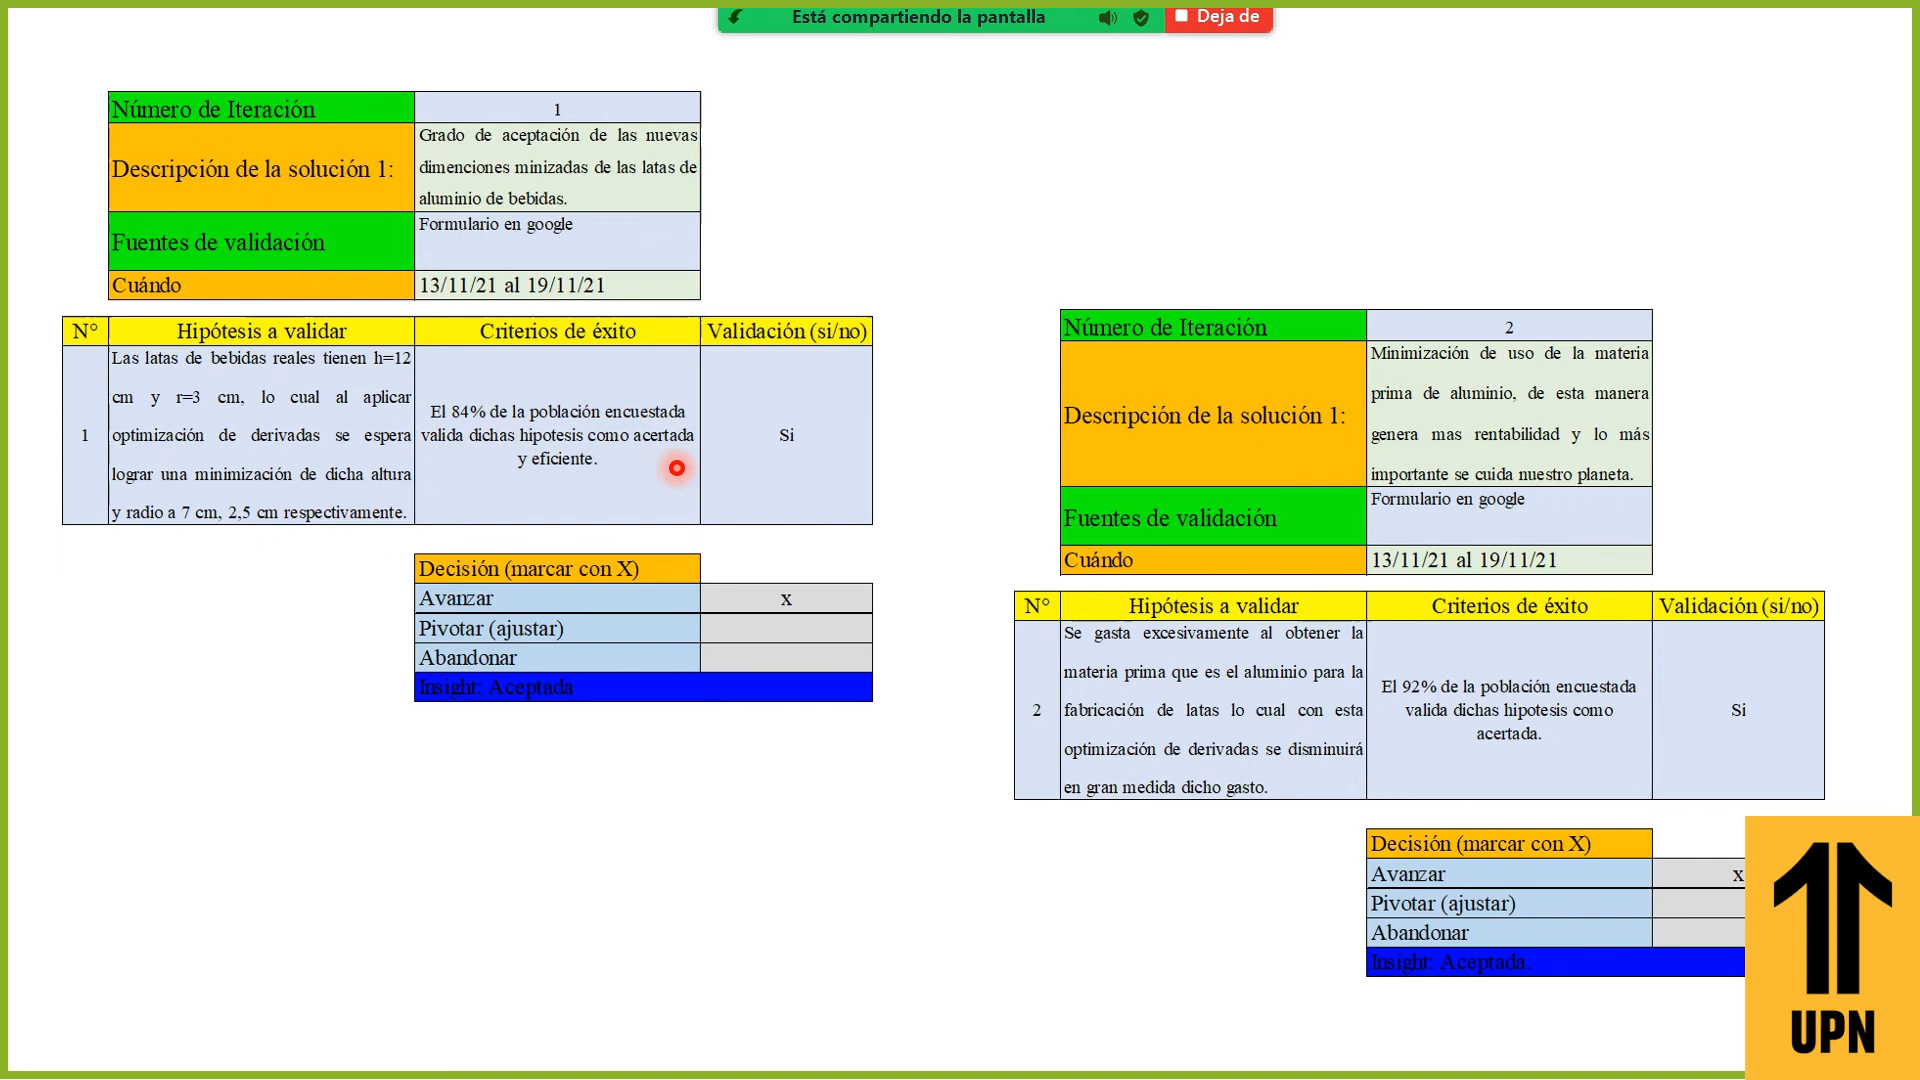 Está compartiendo la pantalla
Deja de
Número de Iteración
1
Descripción de la solución 1:
Grado de aceptación de las nuevas
dimenciones minizadas de las latas de
aluminio de bebidas.
Fuentes de validación
Formulario en google
Cuándo
13/11/21 al 19/11/21
N°
Hipótesis a validar
Criterios de éxito
Validación (si/no)
1
Las latas de bebidas reales tienen h=12
cm y r=3 cm, lo cual al aplicar
optimización de derivadas se espera
lograr una minimización de dicha altura
y radio a 7 cm, 2,5 cm respectivamente.
El 84% de la población encuestada
valida dichas hipotesis como acertada
y eficiente.
Si
Decisión (marcar con X)
Avanzar
x
Pivotar (ajustar)
Abandonar
Insight: Aceptada
Número de Iteración
2
Descripción de la solución 1:
Minimización de uso de la materia
prima de aluminio, de esta manera
genera mas rentabilidad y lo más
importante se cuida nuestro planeta.
Fuentes de validación
Formulario en google
Cuándo
13/11/21 al 19/11/21
N°
Hipótesis a validar
Criterios de éxito
Validación (si/no)
2
Se gasta excesivamente al obtener la
materia prima que es el aluminio para la
fabricación de latas lo cual con esta
optimización de derivadas se disminuirá
en gran medida dicho gasto.
El 92% de la población encuestada
valida dichas hipotesis como
acertada.
Si
Decisión (marcar con X)
Avanzar
x
Pivotar (ajustar)
Abandonar
Insight: Aceptada.
UPN